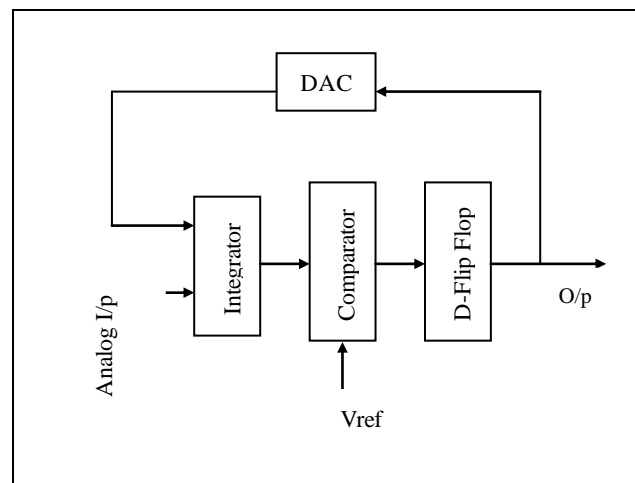 DAC
Integrator
Comparator
D-Flip Flop
Analog I/p
O/p
Vref